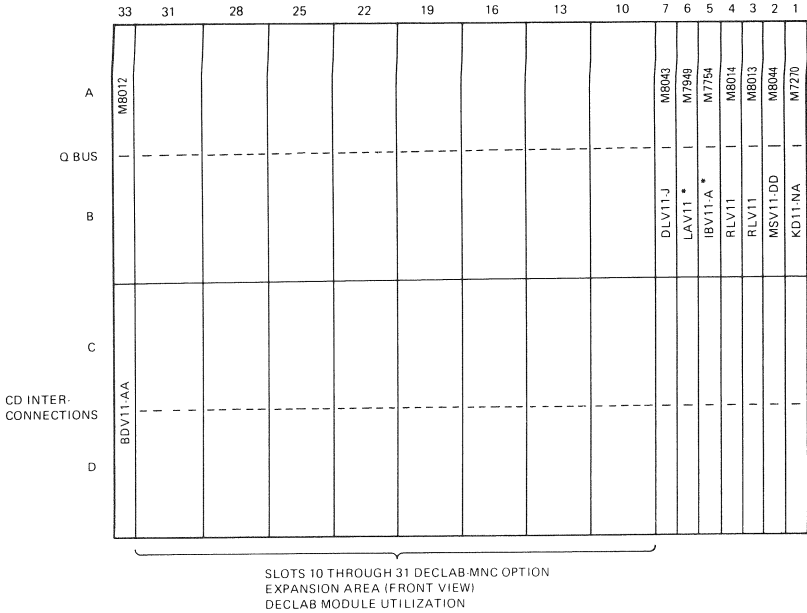 33 31 28 25 22 19 16 13 10 7 6 5 4 3 2 1
A
M8012
M8043
M7949
M7754
M8014
M8013
M8044
M7270
Q BUS
B
DLV11-J
LAV11 *
IBV11-A *
RLV11
RLV11
MSV11-DD
KD11-NA
C
CD INTER-
CONNECTIONS
BDV11-AA
D
SLOTS 10 THROUGH 31 DECLAB-MNC OPTION
EXPANSION AREA (FRONT VIEW)
DECLAB MODULE UTILIZATION